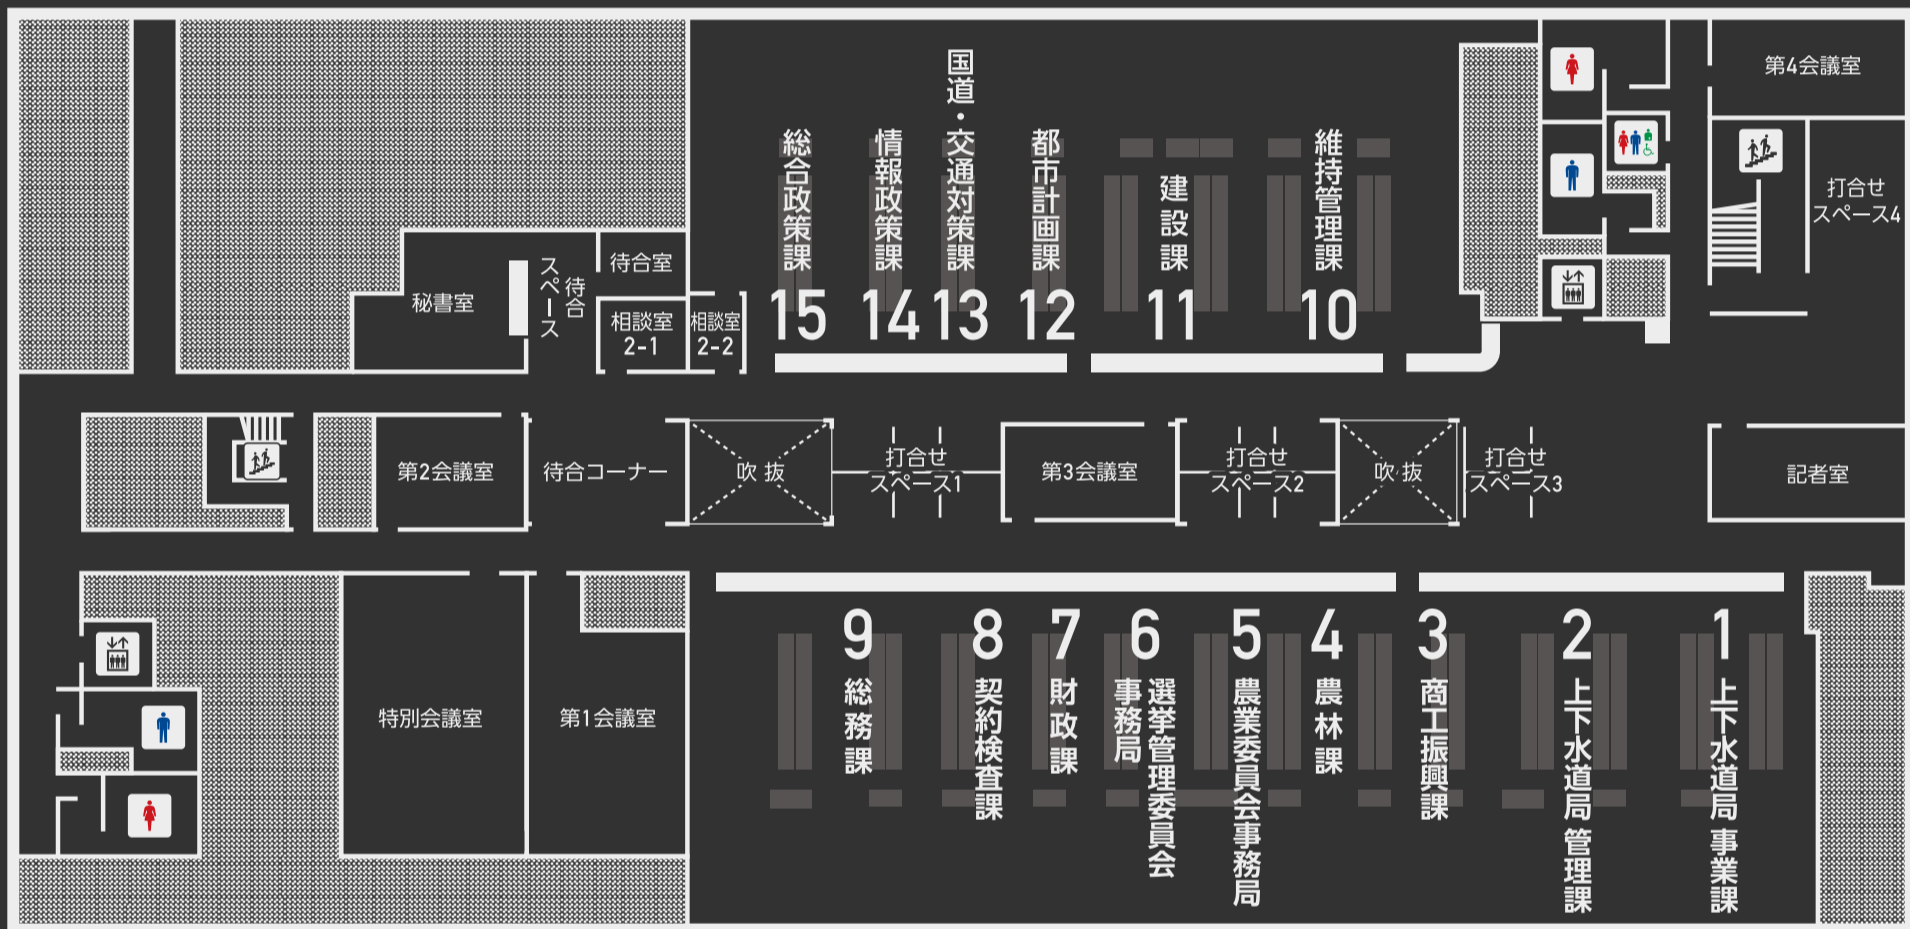 第4会議室
打合せ
スペース4
総合政策課
15
情報政策課
14
国道・交通対策課
13
都市計画課
12
建設課
11
維持管理課
10
秘書室
待合
スペース
待合室
相談室
2-1
相談室
2-2
第2会議室
待合コーナー
吹抜
打合せ
スペース1
第3会議室
打合せ
スペース2
吹抜
打合せ
スペース3
記者室
特別会議室
第1会議室
9
総務課
8
契約検査課
7
財政課
6
選挙管理委員会
事務局
5
農業委員会事務局
4
農林課
3
商工振興課
2
上下水道局 管理課
1
上下水道局 事業課